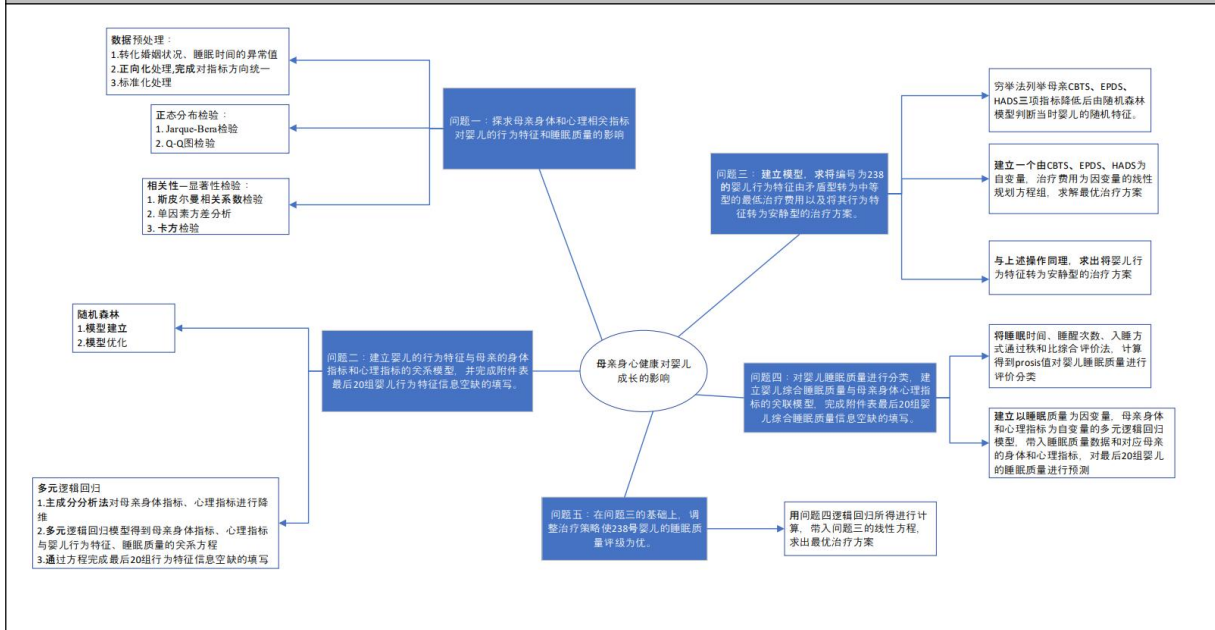 数据预处理：
1.转化婚姻状况、睡眠时间的异常值
2.正向化处理,完成对指标方向统一
3.标准化处理
正态分布检验：
1. Jarque-Bera检验
2. Q-Q图检验
相关性—显著性检验：
1. 斯皮尔曼相关系数检验
2. 单因素方差分析
3. 卡方检验
问题一：探求母亲身体和心理相关指标
对婴儿的行为特征和睡眠质量的影响
问题三：建立模型，求将编号为238
的婴儿行为特征由矛盾型转为中等
型的最低治疗费用以及将其行为特
征转为安静型的治疗方案。
穷举法列举母亲CBTS、EPDS、
HADS三项指标降低后由随机森林
模型判断当时婴儿的随机特征。
建立一个由CBTS、EPDS、HADS为
自变量，治疗费用为因变量的线性
规划方程组，求解最优治疗方案
与上述操作同理，求出将婴儿行
为特征转为安静型的治疗方案
随机森林
1.模型建立
2.模型优化
问题二：建立婴儿的行为特征与母亲的身体
指标和心理指标的关系模型，并完成附件表
最后20组婴儿行为特征信息空缺的填写。
多元逻辑回归
1.主成分分析法对母亲身体指标、心理指标进行降
维
2.多元逻辑回归模型得到母亲身体指标、心理指标
与婴儿行为特征、睡眠质量的关系方程
3.通过方程完成最后20组行为特征信息空缺的填写
母亲身心健康对婴儿
成长的影响
问题四：对婴儿睡眠质量进行分类，建
立婴儿综合睡眠质量与母亲身体心理指
标的关联模型，完成附件表最后20组婴
儿综合睡眠质量信息空缺的填写。
将睡眠时间、睡醒次数、入睡方
式通过秩和比综合评价法，计算
得到prosis值对婴儿睡眠质量进行
评价分类
建立以睡眠质量为因变量，母亲身体
和心理指标为自变量的多元逻辑回归
模型，带入睡眠质量数据和对应母亲
的身体和心理指标，对最后20组婴儿
的睡眠质量进行预测
问题五：在问题三的基础上，调
整治疗策略使238号婴儿的睡眠质
量评级为优。
用问题四逻辑回归所得进行计
算，带入问题三的线性方程，
求出最优治疗方案